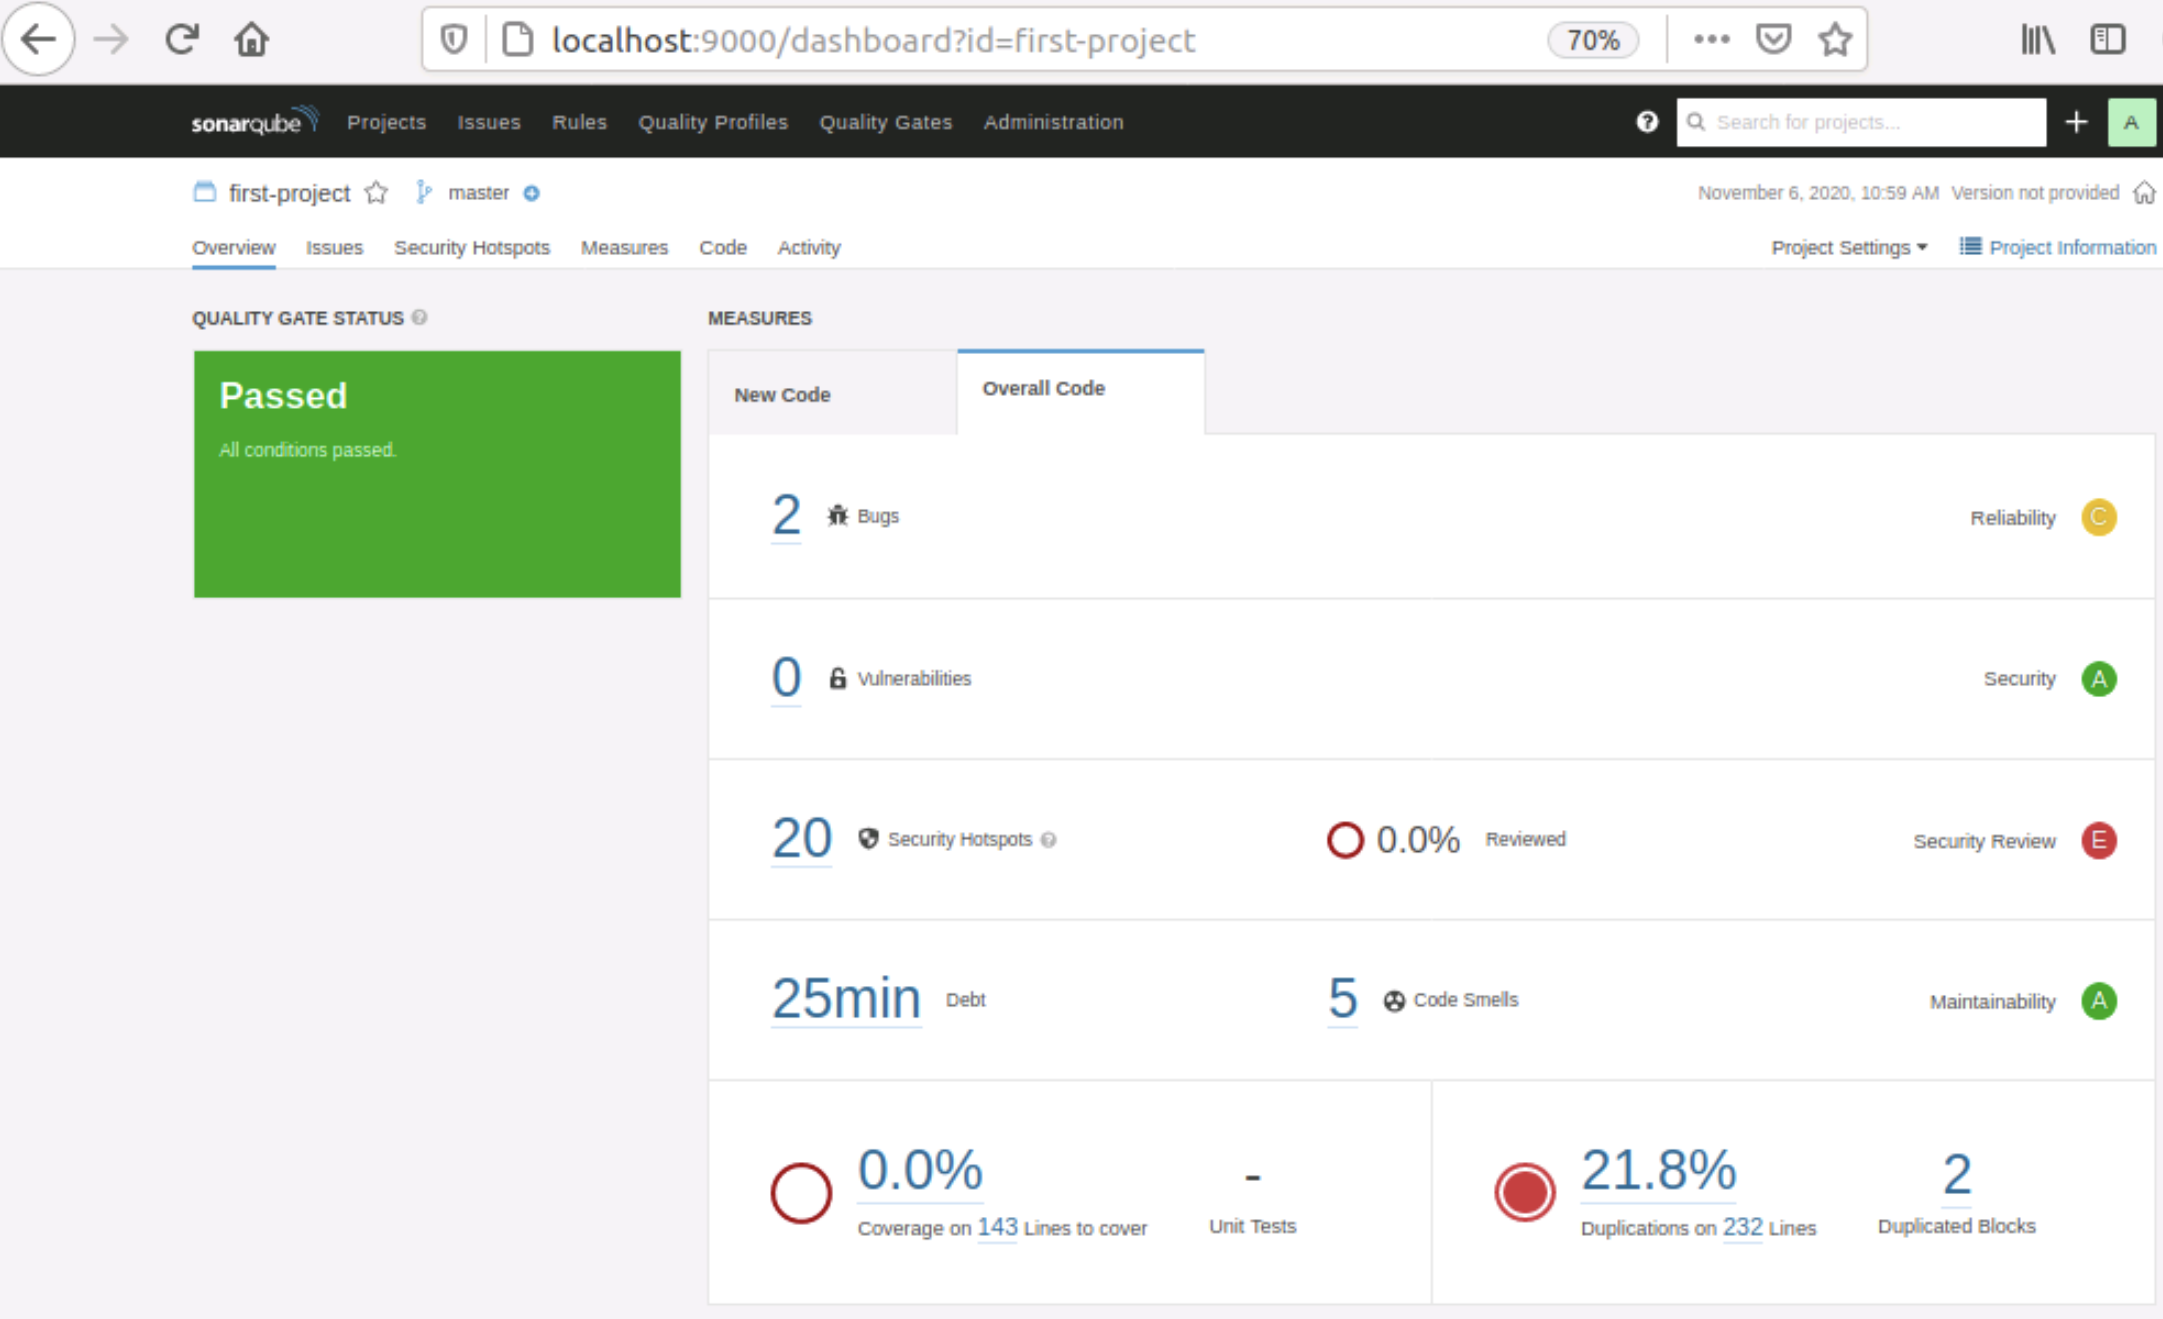 localhost:9000/dashboard?id=first-project 70%
sonarqube Projects Issues Rules Quality Profiles Quality Gates Administration ? Search for projects... + A
first-project master November 6, 2020, 10:59 AM Version not provided
Overview Issues Security Hotspots Measures Code Activity Project Settings Project Information
QUALITY GATE STATUS ?
Passed
All conditions passed.
MEASURES
New Code Overall Code
2 Bugs Reliability C
0 Vulnerabilities Security A
20 Security Hotspots ? 0.0% Reviewed Security Review E
25min Debt 5 Code Smells Maintainability A
0.0% - 21.8% 2
Coverage on 143 Lines to cover Unit Tests Duplications on 232 Lines Duplicated Blocks